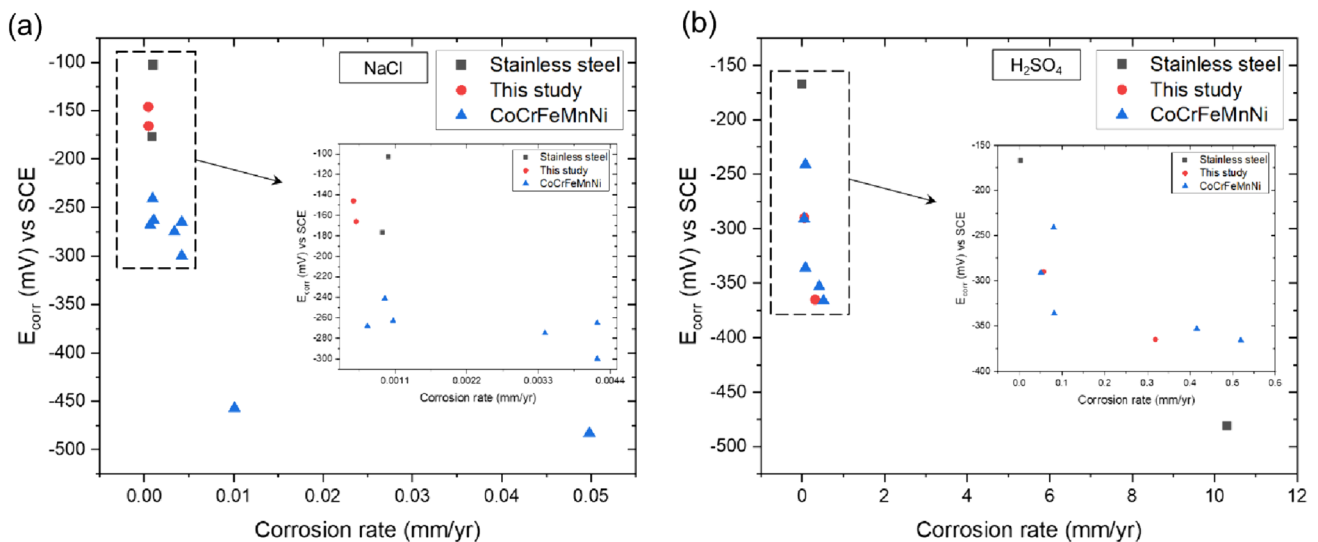 (a)
NaCl
Stainless steel
This study
CoCrFeMnNi
-100
-150
-200
-250
-300
-350
-400
-450
-500
Ecorr (mV) vs SCE
0.00 0.01 0.02 0.03 0.04 0.05
Corrosion rate (mm/yr)
Stainless steel
This study
CoCrFeMnNi
-100
-120
-140
-160
-180
-200
-220
-240
-260
-280
-300
Ecorr (mV) vs SCE
0.0011 0.0022 0.0033 0.0044
Corrosion rate (mm/yr)
(b)
H₂SO₄
Stainless steel
This study
CoCrFeMnNi
-150
-200
-250
-300
-350
-400
-450
-500
Ecorr (mV) vs SCE
0 2 4 6 8 10 12
Corrosion rate (mm/yr)
Stainless steel
This study
CoCrFeMnNi
-150
-200
-250
-300
-350
-400
Ecorr (mV) vs SCE
0.0 0.1 0.2 0.3 0.4 0.5 0.6
Corrosion rate (mm/yr)